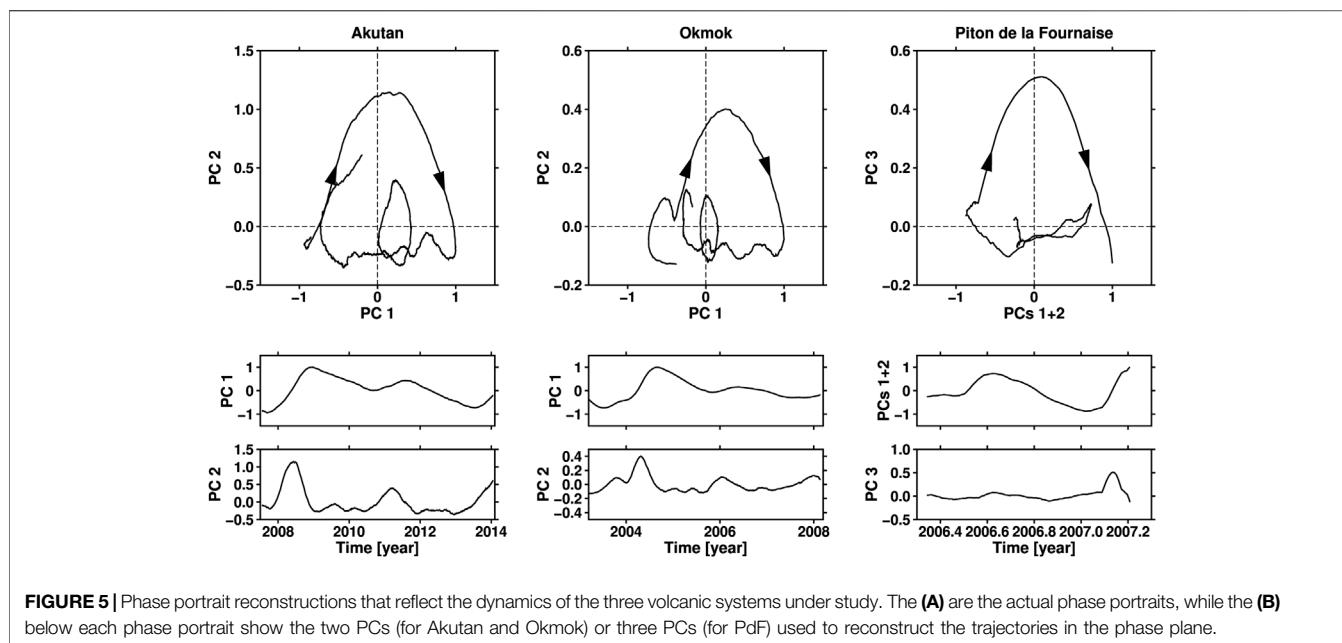 Akutan
Okmok
Piton de la Fournaise
1.5
1.0
0.5
0.0
−0.5
PC 2
−1
0
1
PC 1
0.6
0.4
0.2
0.0
−0.2
PC 2
−1
0
1
PC 1
0.6
0.4
0.2
0.0
−0.2
PC 3
−1
0
1
PCs 1+2
PC 1
1
0
−1
PC 1
1
0
−1
PCs 1+2
1
0
−1
PC 2
1.5
1.0
0.5
0.0
−0.5
2008
2010
2012
2014
Time [year]
PC 2
0.4
0.2
0.0
−0.2
−0.4
2004
2006
2008
Time [year]
PC 3
1.0
0.5
0.0
−0.5
2006.4
2006.6
2006.8
2007.0
2007.2
Time [year]
FIGURE 5 | Phase portrait reconstructions that reflect the dynamics of the three volcanic systems under study. The (A) are the actual phase portraits, while the (B)
below each phase portrait show the two PCs (for Akutan and Okmok) or three PCs (for PdF) used to reconstruct the trajectories in the phase plane.